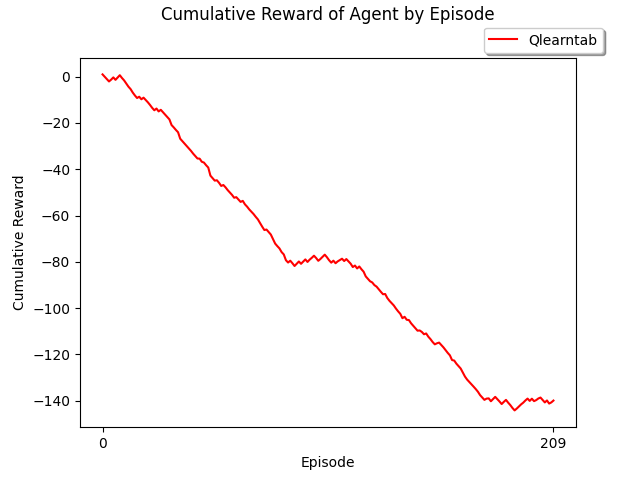 Cumulative Reward of Agent by Episode
Qlearntab
0
−20
−40
−60
−80
−100
−120
−140
Cumulative Reward
0 209
Episode